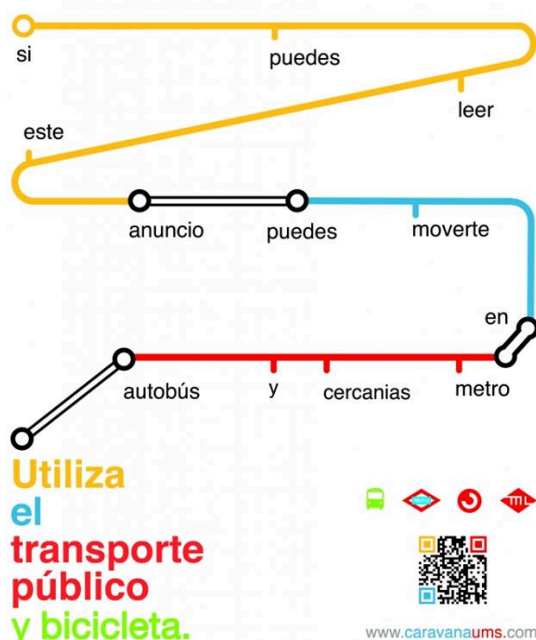 si
puedes
leer
este
anuncio
puedes
moverte
en
metro
cercanias
y
autobús
Utiliza
el
transporte
público
y bicicleta.
ML
www.caravanaums.com